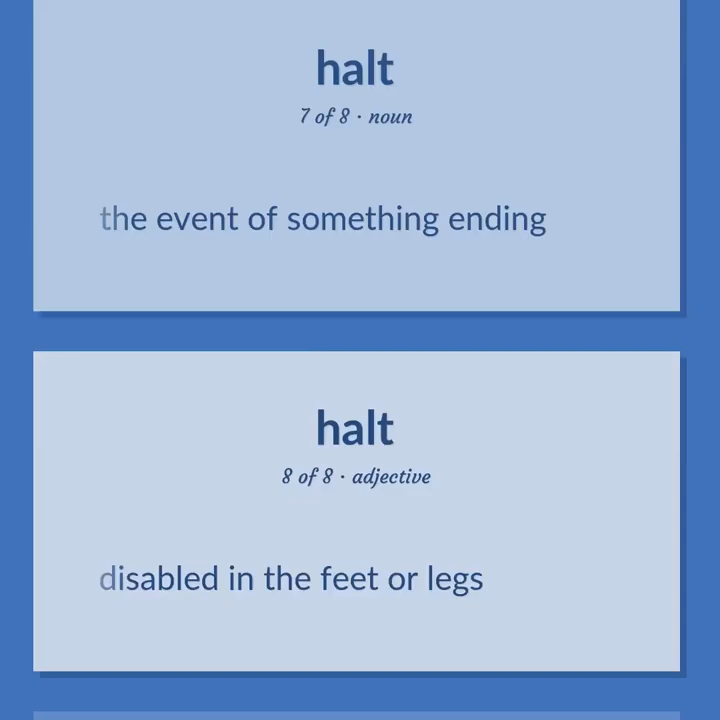 halt
7 of 8 · noun
the event of something ending
halt
8 of 8 · adjective
disabled in the feet or legs